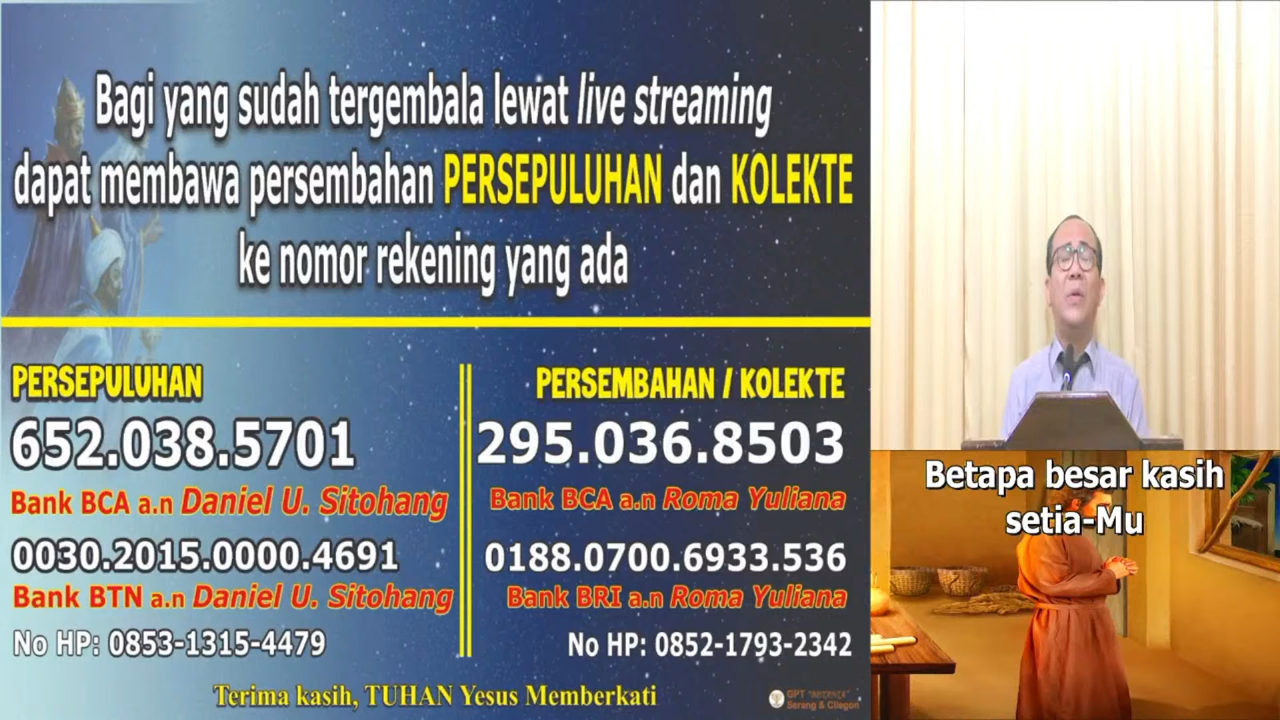 Bagi yang sudah tergembala lewat live streaming
dapat membawa persembahan PERSEPULUHAN dan KOLEKTE
ke nomor rekening yang ada
PERSEPULUHAN
652.038.5701
Bank BCA a.n Daniel U. Sitohang
0030.2015.0000.4691
Bank BTN a.n Daniel U. Sitohang
No HP: 0853-1315-4479
PERSEMBAHAN / KOLEKTE
295.036.8503
Bank BCA a.n Roma Yuliana
0188.0700.6933.536
Bank BRI a.n Roma Yuliana
No HP: 0852-1793-2342
Terima kasih, TUHAN Yesus Memberkati
GPT
Serang & Cilegon
Betapa besar kasih
setia-Mu